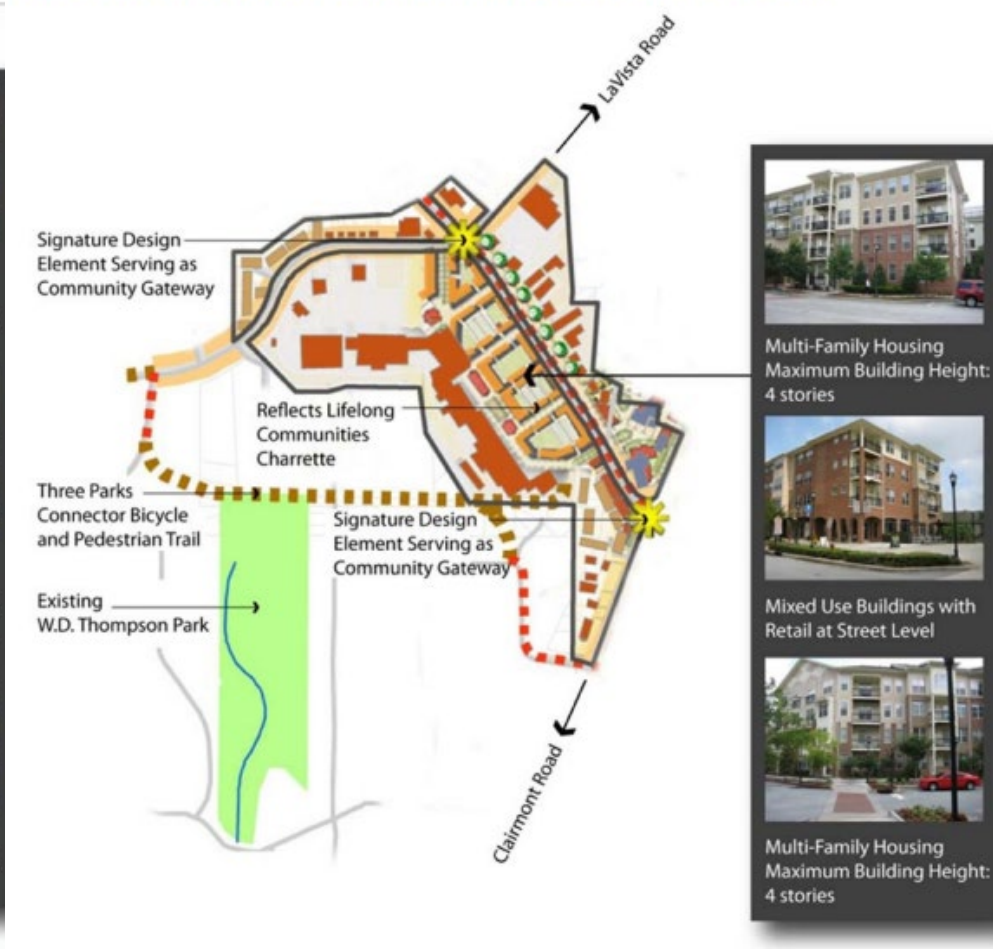 LaVista Road
Signature Design
Element Serving as
Community Gateway
Reflects Lifelong
Communities
Charrette
Three Parks
Connector Bicycle
and Pedestrian Trail
Signature Design
Element Serving as
Community Gateway
Existing
W.D. Thompson Park
Clairmont Road
Multi-Family Housing
Maximum Building Height:
4 stories
Mixed Use Buildings with
Retail at Street Level
Multi-Family Housing
Maximum Building Height:
4 stories